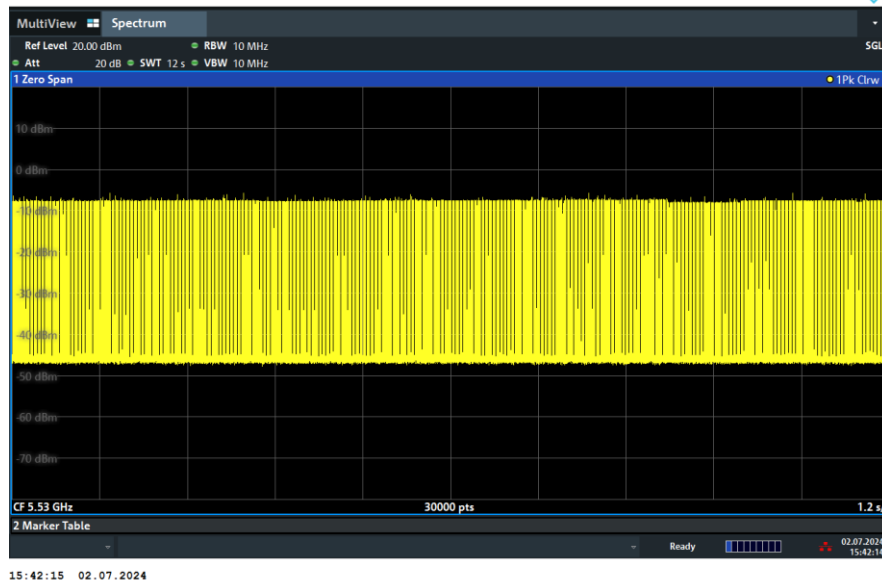 MultiView Spectrum
Ref Level 20.00 dBm RBW 10 MHz SGL
Att 20 dB SWT 12 s VBW 10 MHz
1 Zero Span 1Pk Clrw
10 dBm
0 dBm
-10 dBm
-20 dBm
-30 dBm
-40 dBm
-50 dBm
-60 dBm
-70 dBm
CF 5.53 GHz 30000 pts 1.2 s/
2 Marker Table
Ready 02.07.2024
15:42:14
15:42:15 02.07.2024